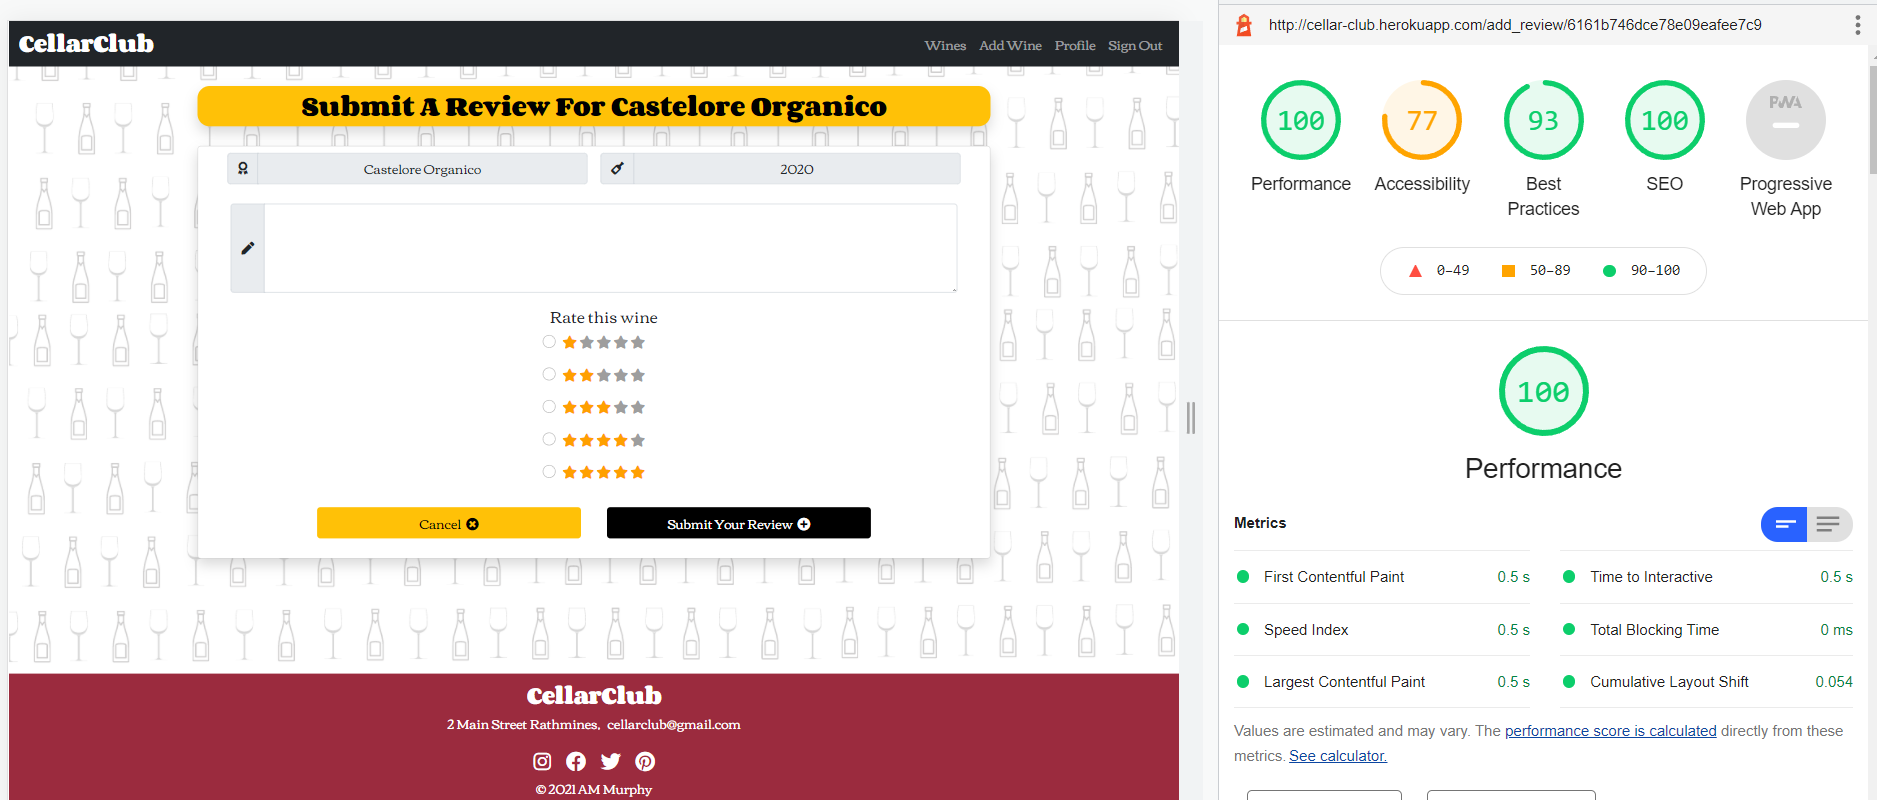 CellarClub
Wines Add Wine Profile Sign Out
Submit A Review For Castelore Organico
Castelore Organico
2020
Rate this wine
Cancel
Submit Your Review
CellarClub
2 Main Street Rathmines, cellarclub@gmail.com
© 2021 AM Murphy
http://cellar-club.herokuapp.com/add_review/6161b746dce78e09eafee7c9
100
Performance
77
Accessibility
93
Best
Practices
100
SEO
PWA
Progressive
Web App
0–49
50–89
90–100
100
Performance
Metrics
First Contentful Paint 0.5 s
Time to Interactive 0.5 s
Speed Index 0.5 s
Total Blocking Time 0 ms
Largest Contentful Paint 0.5 s
Cumulative Layout Shift 0.054
Values are estimated and may vary. The performance score is calculated directly from these
metrics. See calculator.